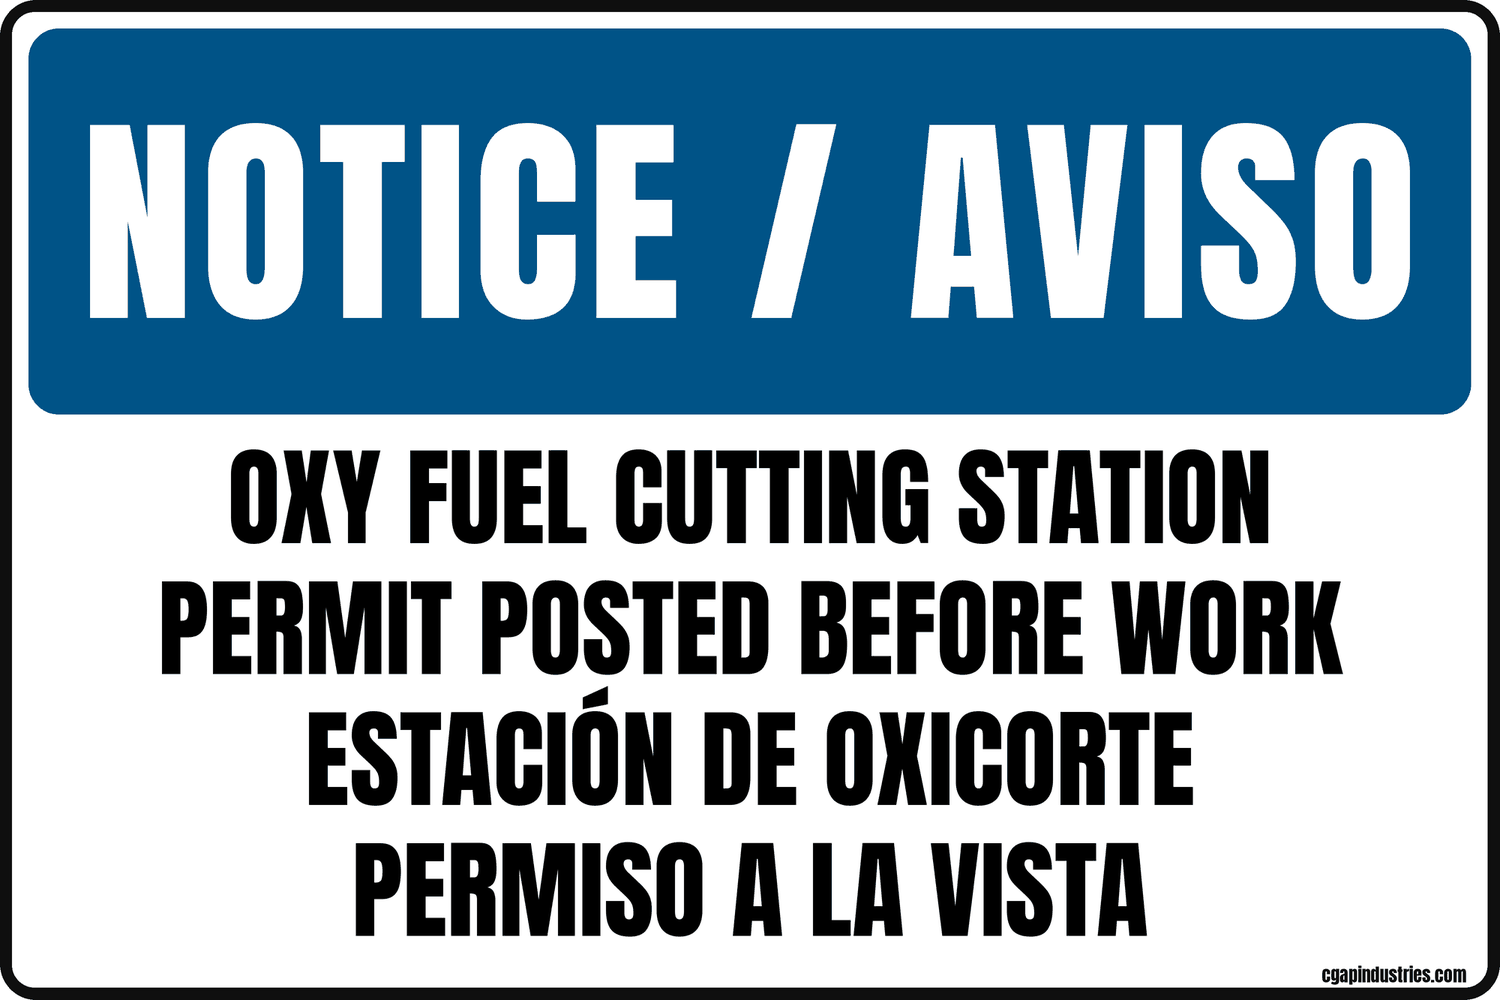 NOTICE / AVISO
OXY FUEL CUTTING STATION
PERMIT POSTED BEFORE WORK
ESTACIÓN DE OXICORTE
PERMISO A LA VISTA
cgapindustries.com